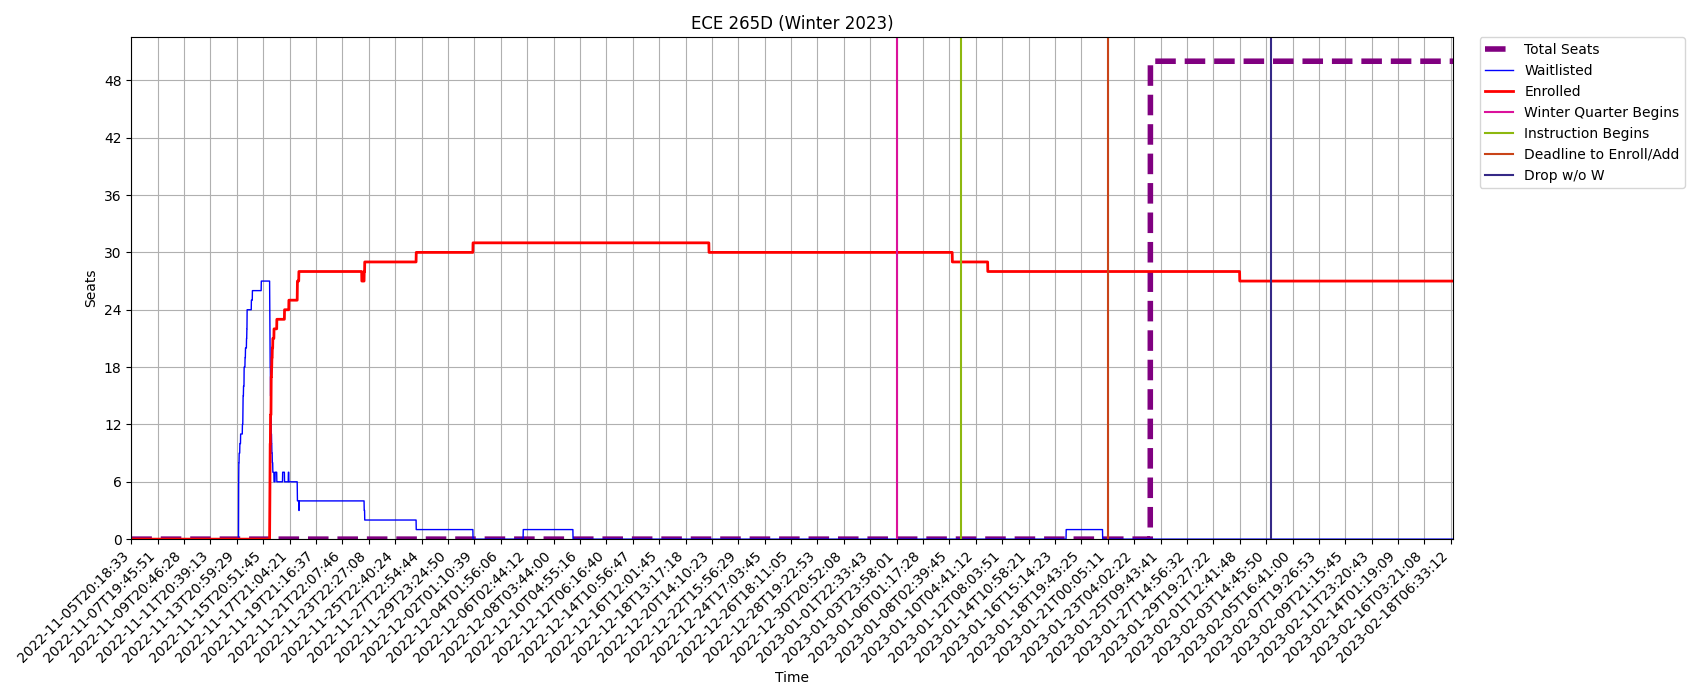 ECE 265D (Winter 2023)
Total Seats
Waitlisted
Enrolled
Winter Quarter Begins
Instruction Begins
Deadline to Enroll/Add
Drop w/o W
Seats
48
42
36
30
24
18
12
6
0
2022-11-05T20:18:33
2022-11-07T19:45:51
2022-11-09T20:46:28
2022-11-11T20:39:13
2022-11-13T20:59:29
2022-11-15T20:51:45
2022-11-17T21:04:21
2022-11-19T21:16:37
2022-11-21T22:07:46
2022-11-23T22:27:08
2022-11-25T22:40:24
2022-11-27T22:54:44
2022-11-29T23:24:50
2022-12-02T01:10:39
2022-12-04T01:56:06
2022-12-06T02:44:12
2022-12-08T03:44:00
2022-12-10T04:55:16
2022-12-12T06:16:40
2022-12-14T10:56:47
2022-12-16T12:01:45
2022-12-18T13:17:18
2022-12-20T14:10:23
2022-12-22T15:56:29
2022-12-24T17:03:45
2022-12-26T18:11:05
2022-12-28T19:22:53
2022-12-30T20:52:08
2023-01-01T22:33:43
2023-01-03T23:58:01
2023-01-06T01:17:28
2023-01-08T02:39:45
2023-01-10T04:41:12
2023-01-12T08:03:51
2023-01-14T10:58:21
2023-01-16T15:14:23
2023-01-18T19:43:25
2023-01-21T00:05:11
2023-01-23T04:02:22
2023-01-25T09:43:41
2023-01-27T14:56:32
2023-01-29T19:27:22
2023-02-01T12:41:48
2023-02-03T14:45:50
2023-02-05T16:41:00
2023-02-07T19:26:53
2023-02-09T21:15:45
2023-02-11T23:20:43
2023-02-14T01:19:09
2023-02-16T03:21:08
2023-02-18T06:33:12
Time